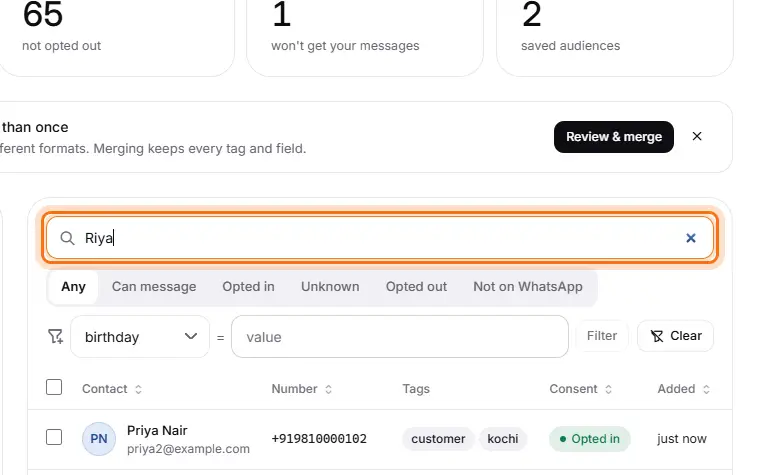 65
not opted out
1
won't get your messages
2
saved audiences
than once
ferent formats. Merging keeps every tag and field.
Review & merge
Riya
Any Can message Opted in Unknown Opted out Not on WhatsApp
birthday = value Filter Clear
Contact Number Tags Consent Added
PN Priya Nair +919810000102 customer kochi Opted in just now
priya2@example.com